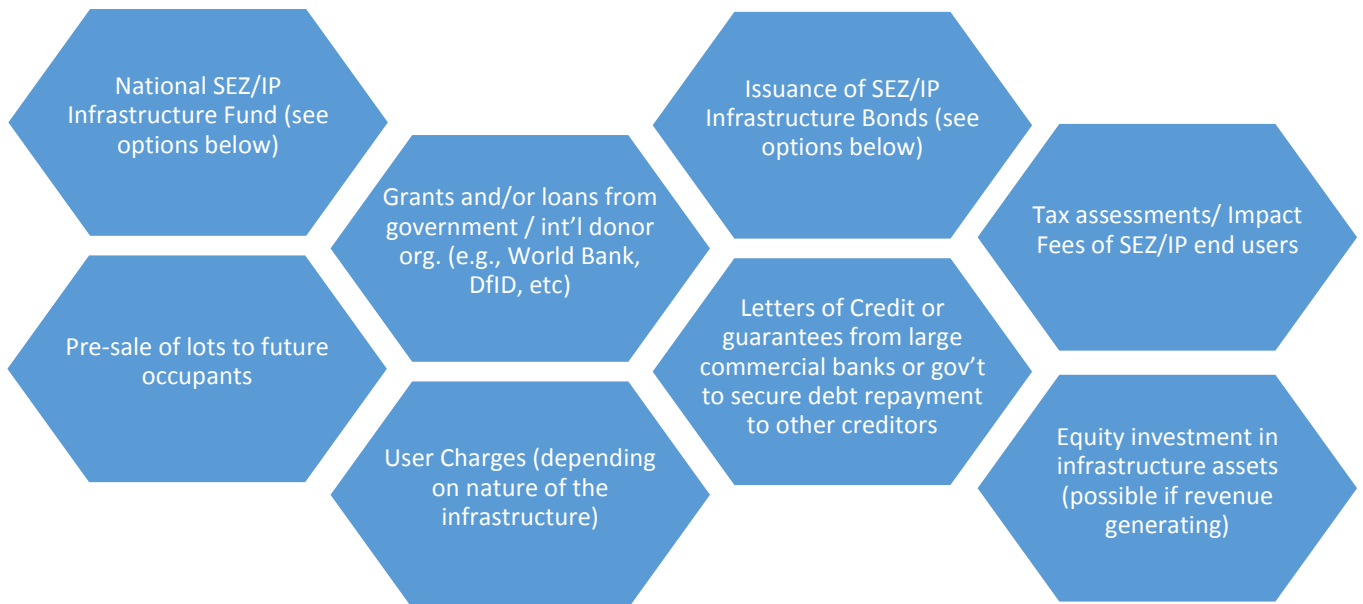 National SEZ/IP
Infrastructure Fund (see
options below)
Grants and/or loans from
government / int’l donor
org. (e.g., World Bank,
DfID, etc)
Issuance of SEZ/IP
Infrastructure Bonds (see
options below)
Tax assessments/ Impact
Fees of SEZ/IP end users
Pre-sale of lots to future
occupants
User Charges (depending
on nature of the
infrastructure)
Letters of Credit or
guarantees from large
commercial banks or gov’t
to secure debt repayment
to other creditors
Equity investment in
infrastructure assets
(possible if revenue
generating)